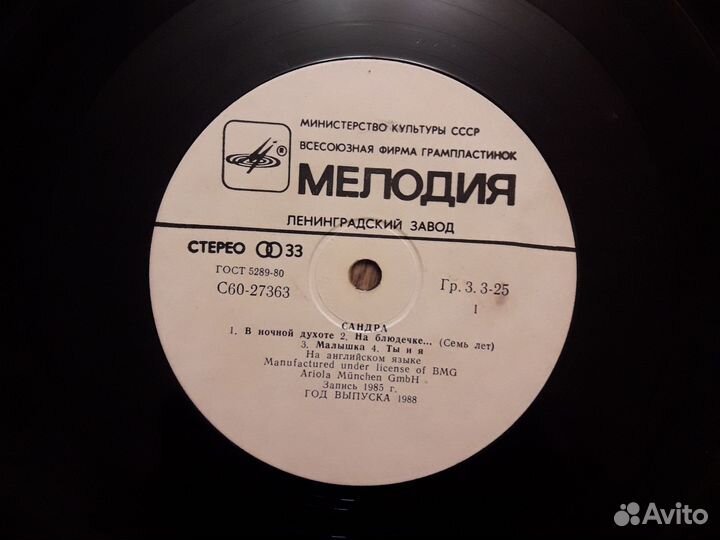 МИНИСТЕРСТВО КУЛЬТУРЫ СССР
ВСЕСОЮЗНАЯ ФИРМА ГРАМПЛАСТИНОК
®
МЕЛОДИЯ
ЛЕНИНГРАДСКИЙ ЗАВОД
СТЕРЕО 33
ГОСТ 5289-80
С60-27363
Гр. 3. 3-25
1
САНДРА
1. В ночной духоте 2. На блюдечке... (Семь лет)
3. Малышка 4. Ты и я
На английском языке
Manufactured under license of BMG
Ariola München GmbH
Запись 1985 г.
ГОД ВЫПУСКА 1988
Avito